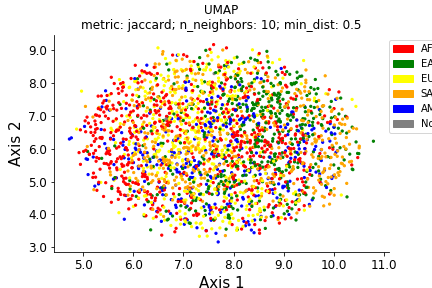 UMAP
metric: jaccard; n_neighbors: 10; min_dist: 0.5
9.0
8.0
7.0
6.0
5.0
4.0
3.0
Axis 2
5.0 6.0 7.0 8.0 9.0 10.0 11.0
Axis 1
AF
EA
EU
SA
AM
No